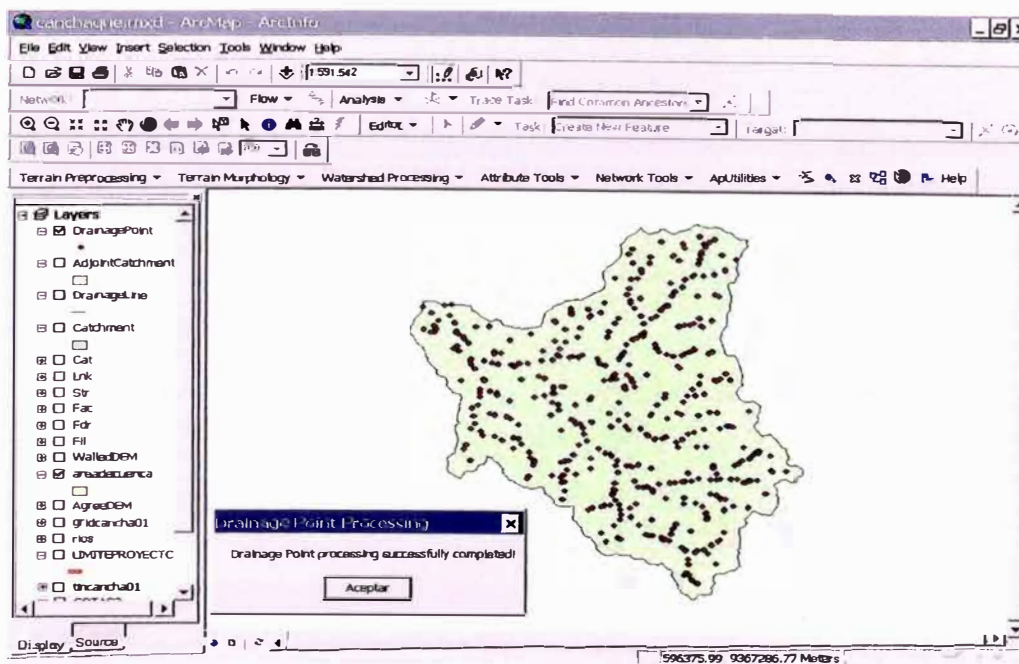 canchaque.mxd - ArcMap - ArcInfo
File Edit View Insert Selection Tools Window Help
1:591.542
Network: Flow Analysis Trace Task: Find Common Ancestors
Editor Task: Create New Feature Target:
Terrain Preprocessing Terrain Morphology Watershed Processing Attribute Tools Network Tools ApUtilities Help
Layers
DrainagePoint
AdjointCatchment
DrainageLine
Catchment
Cat
Lnk
Str
Fac
Fdr
Fil
WalledDEM
areadecuenca
AgreeDEM
gridcancha01
rios
LIMITEPROYECTC
tincancha01
Drainage Point Processing
Drainage Point processing successfully completed!
Aceptar
Display Source
596375.99 9367286.77 Meters